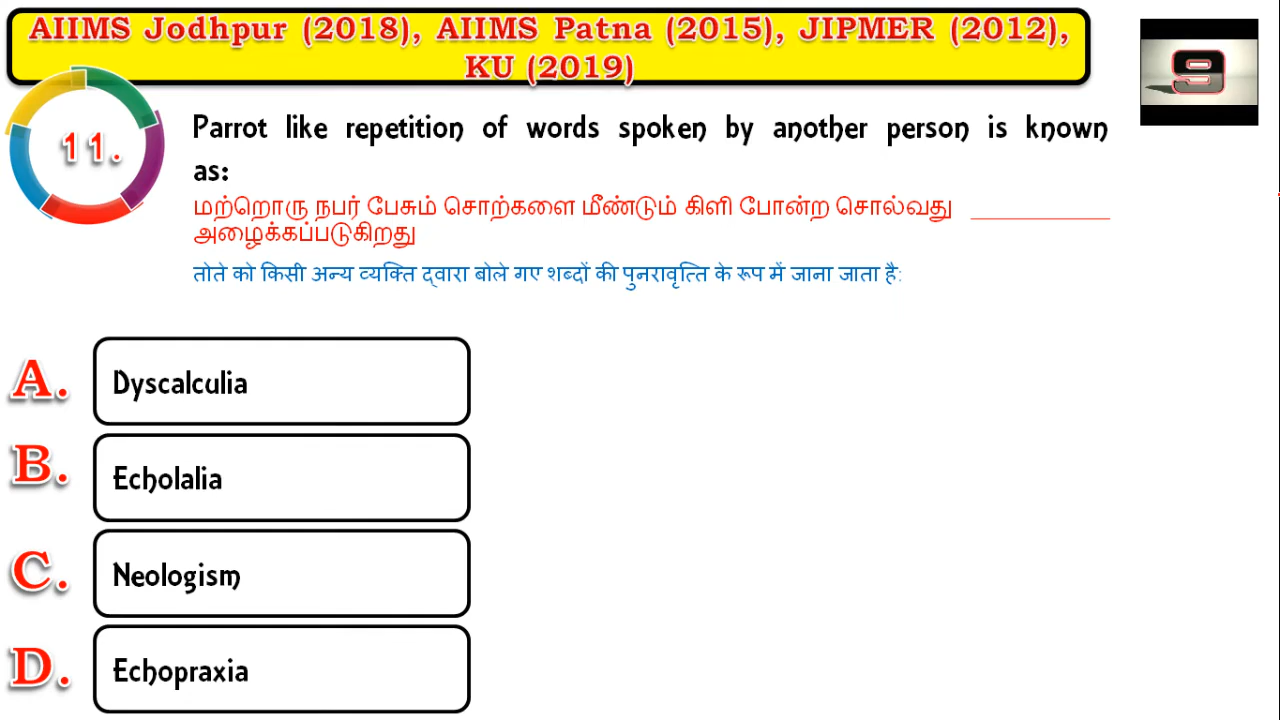 AIIMS Jodhpur (2018), AIIMS Patna (2015), JIPMER (2012),
KU (2019)
9
11.
Parrot like repetition of words spoken by another person is known
as:
மற்றொரு நபர் பேசும் சொற்களை மீண்டும் கிளி போன்ற சொல்வது ____________
அழைக்கப்படுகிறது
तोते को किसी अन्य व्यक्ति द्वारा बोले गए शब्दों की पुनरावृत्ति के रूप में जाना जाता है:
A. Dyscalculia
B. Echolalia
C. Neologism
D. Echopraxia